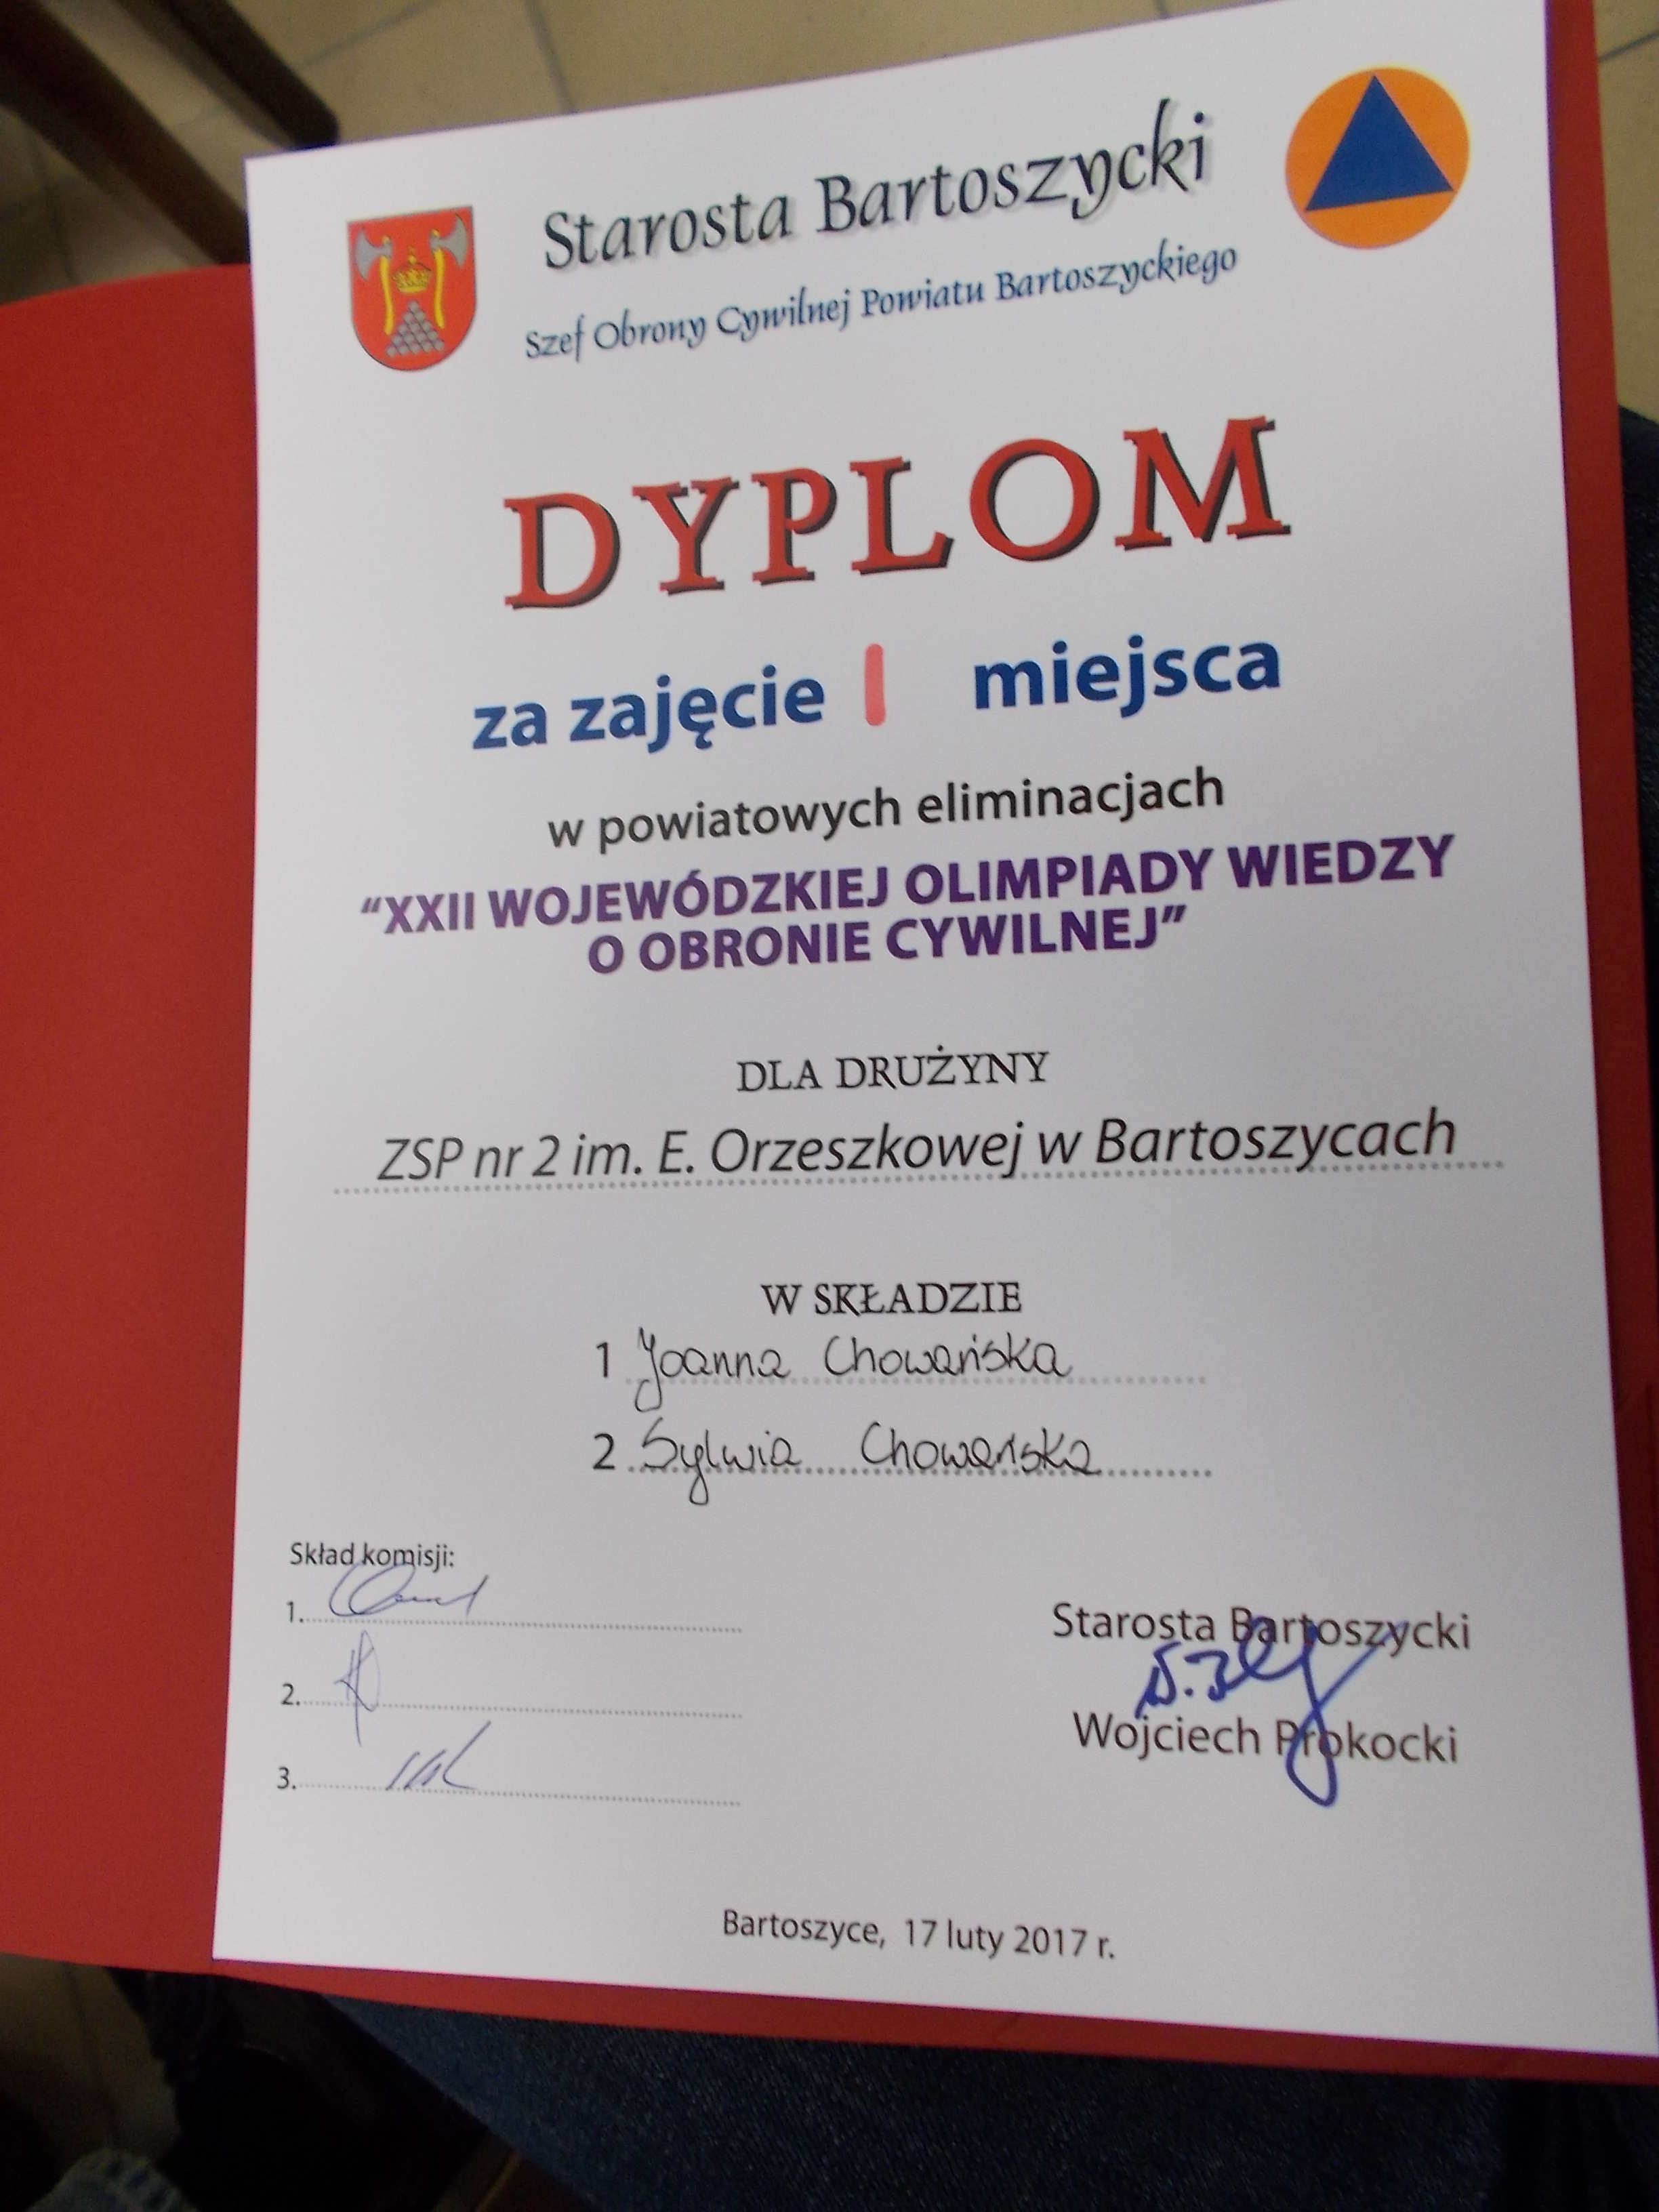 Starosta Bartoszycki
Szef Obrony Cywilnej Powiatu Bartoszyckiego
DYPLOM
za zajęcie I miejsca
w powiatowych eliminacjach
“XXII WOJEWÓDZKIEJ OLIMPIADY WIEDZY
O OBRONIE CYWILNEJ”
DLA DRUŻYNY
ZSP nr 2 im. E. Orzeszkowej w Bartoszycach
W SKŁADZIE
1 Joanna Chowańska
2 Sylwia Chowańska
Skład komisji:
1.
2.
3.
Starosta Bartoszycki
Wojciech Prokocki
Bartoszyce, 17 luty 2017 r.